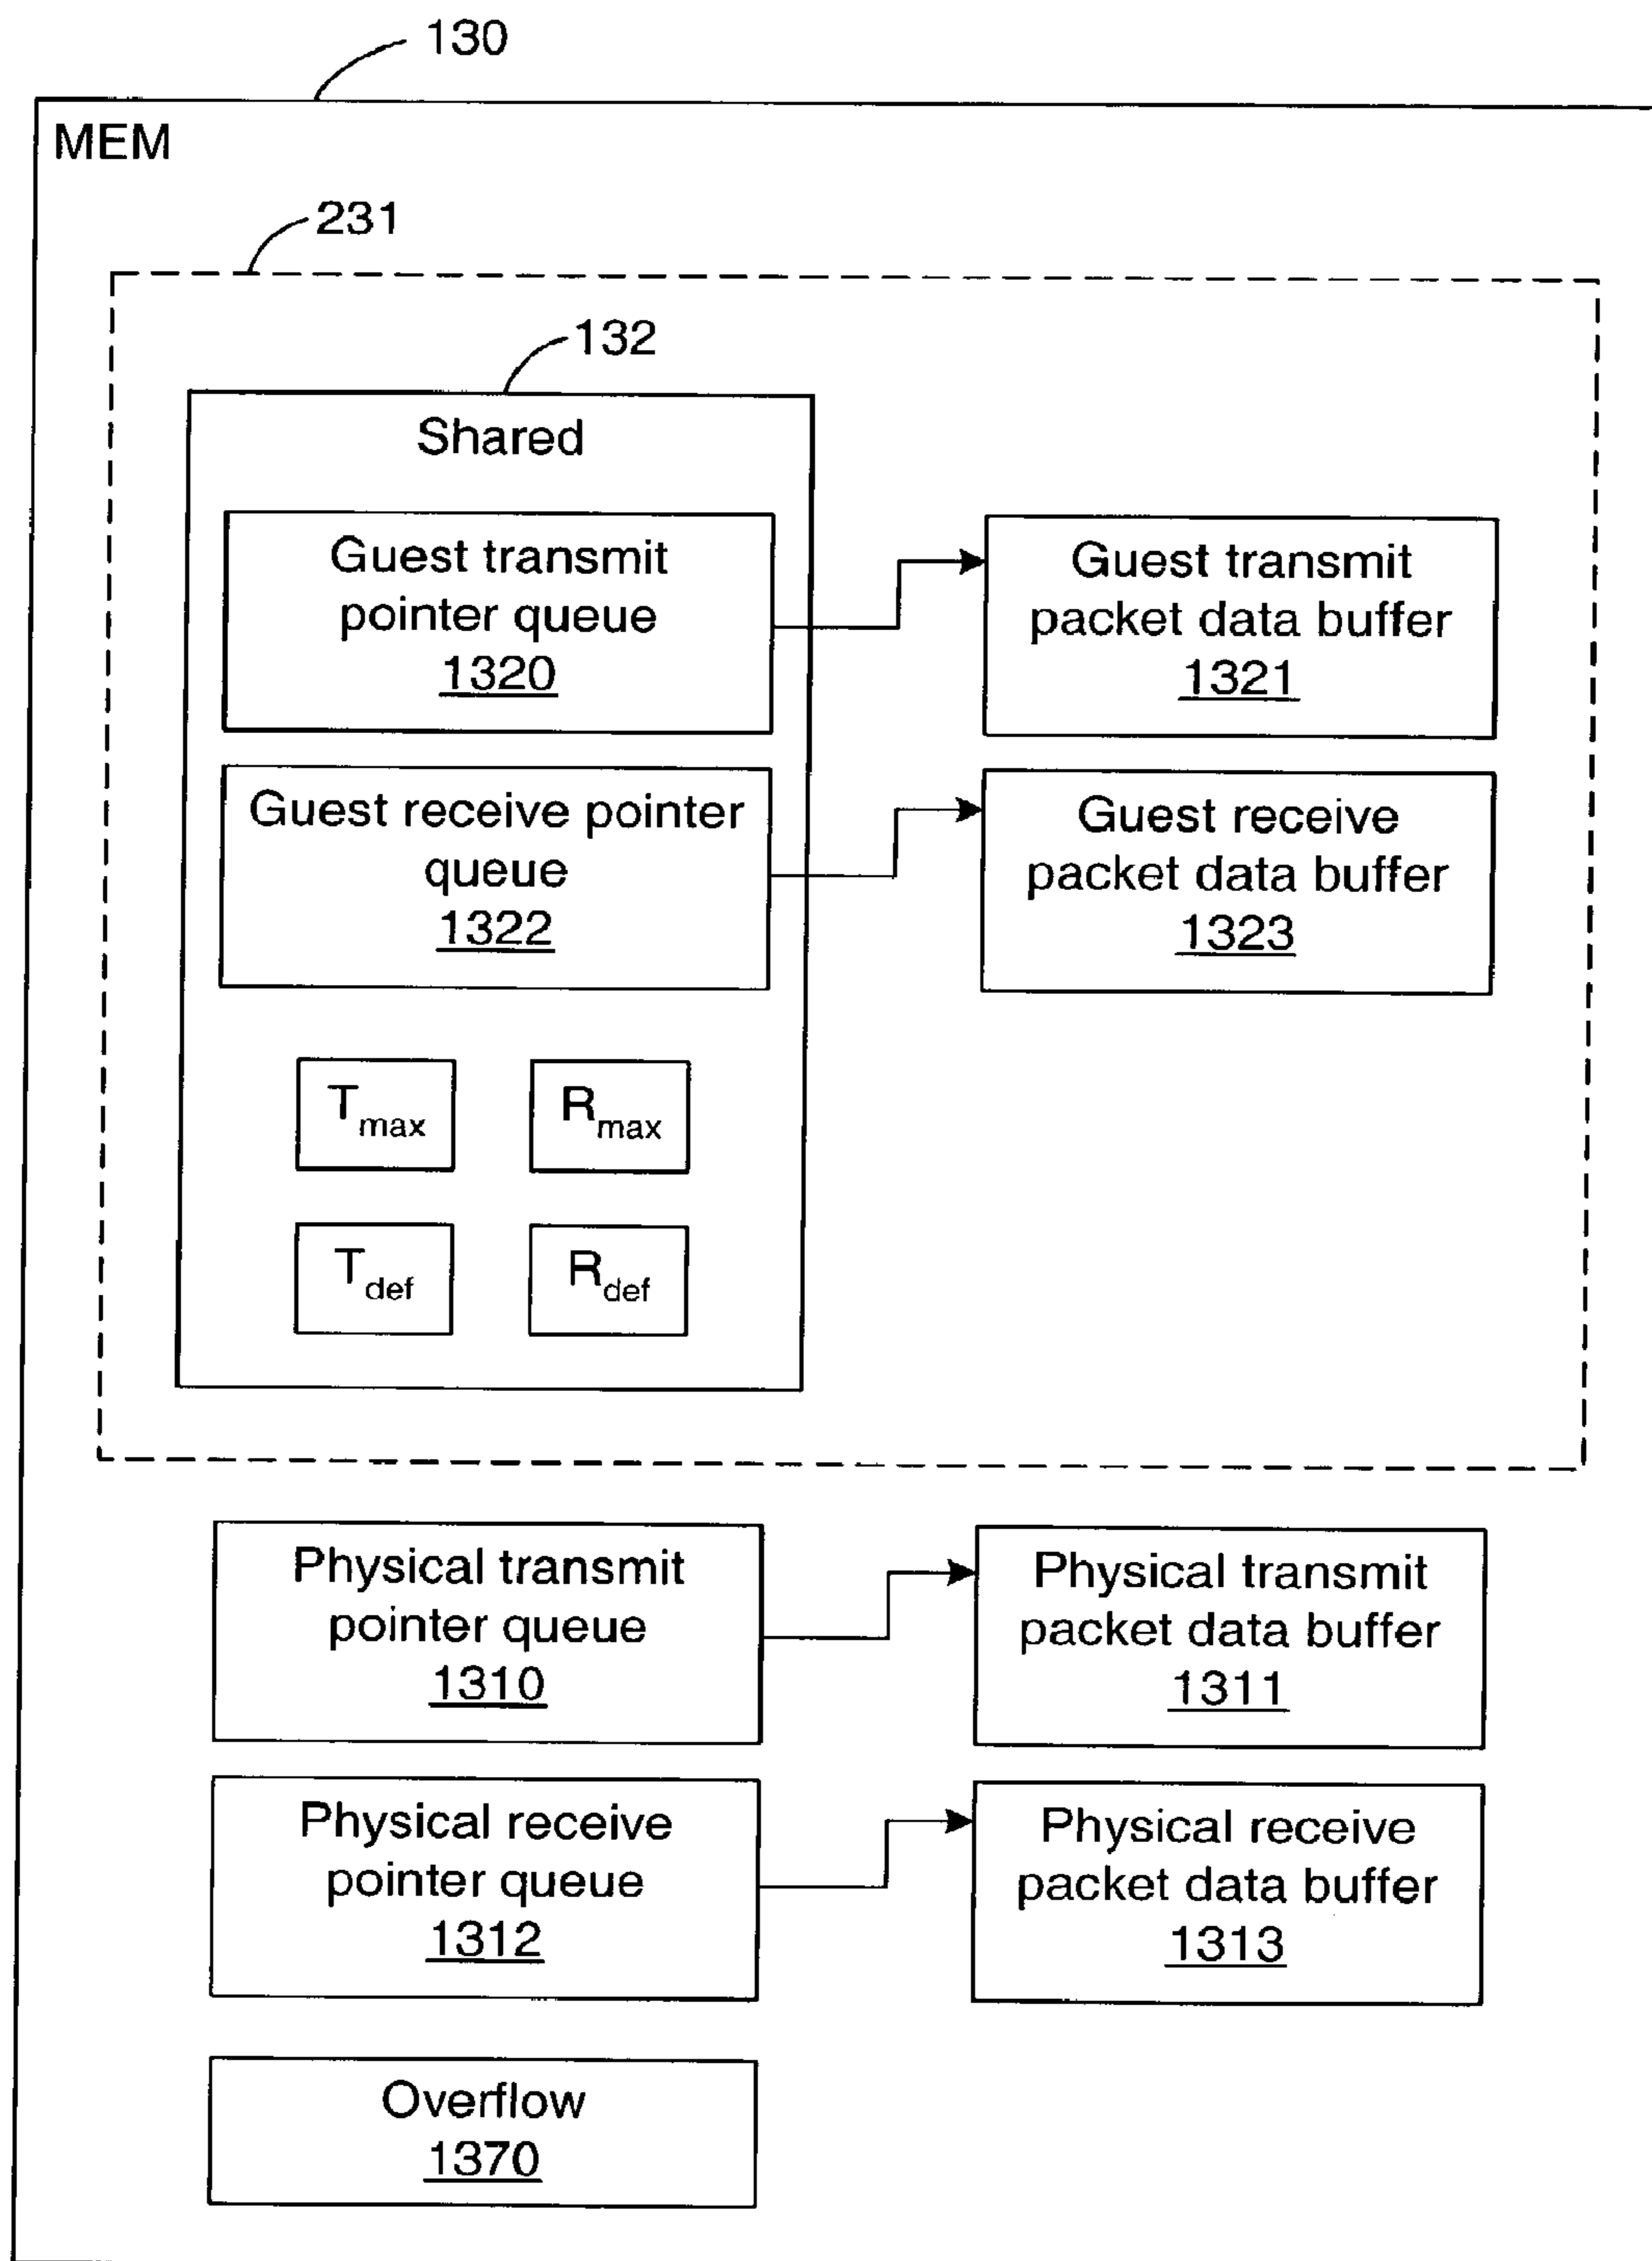 130
MEM
231
132
Shared
Guest transmit
pointer queue
1320
Guest transmit
packet data buffer
1321
Guest receive pointer
queue
1322
Guest receive
packet data buffer
1323
Tmax
Rmax
Tdef
Rdef
Physical transmit
pointer queue
1310
Physical transmit
packet data buffer
1311
Physical receive
pointer queue
1312
Physical receive
packet data buffer
1313
Overflow
1370